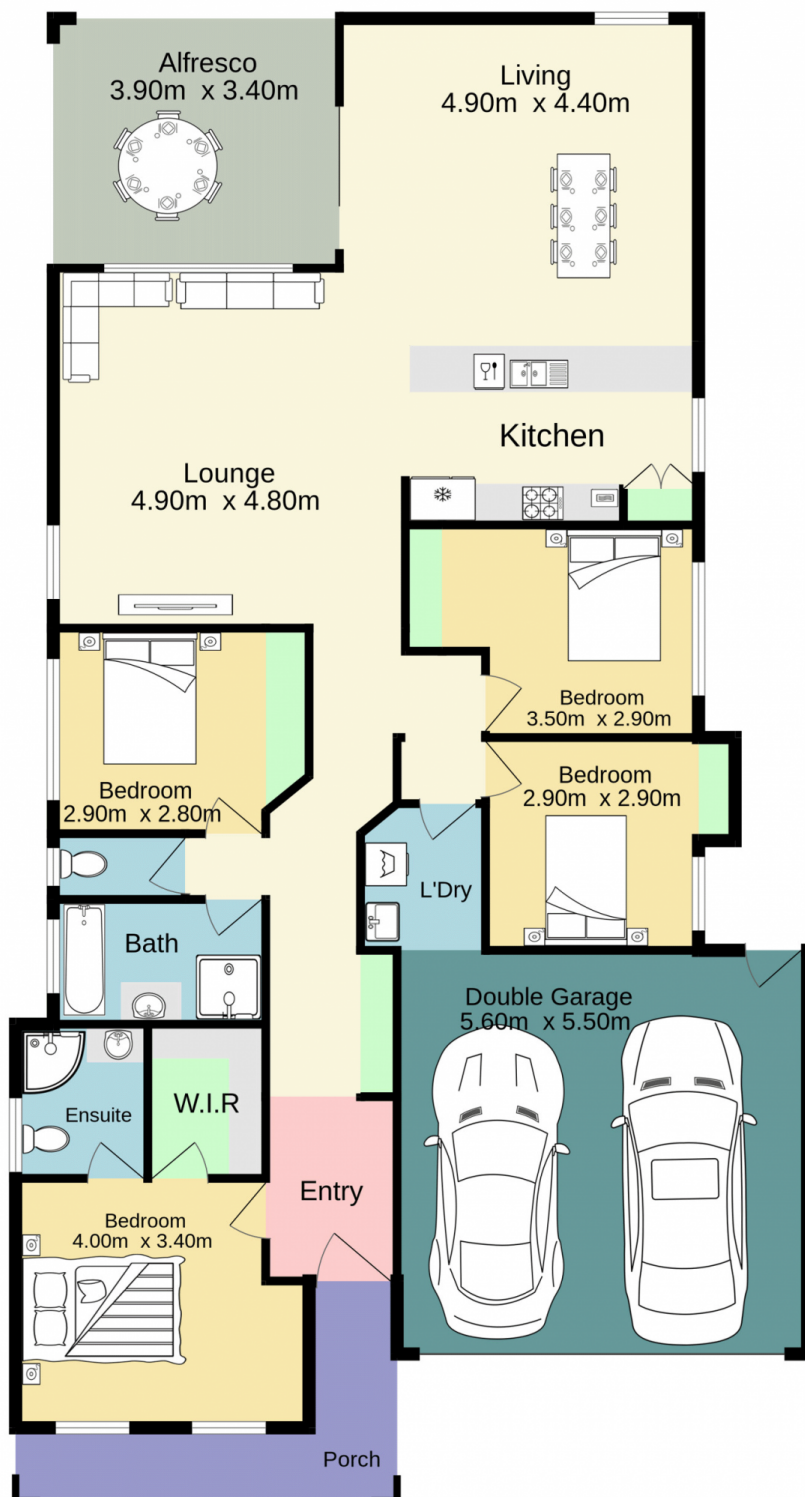 Alfresco
3.90m x 3.40m
Living
4.90m x 4.40m
Kitchen
Lounge
4.90m x 4.80m
Bedroom
3.50m x 2.90m
Bedroom
2.90m x 2.80m
Bedroom
2.90m x 2.90m
L'Dry
Bath
Double Garage
5.60m x 5.50m
Ensuite
W.I.R
Entry
Bedroom
4.00m x 3.40m
Porch